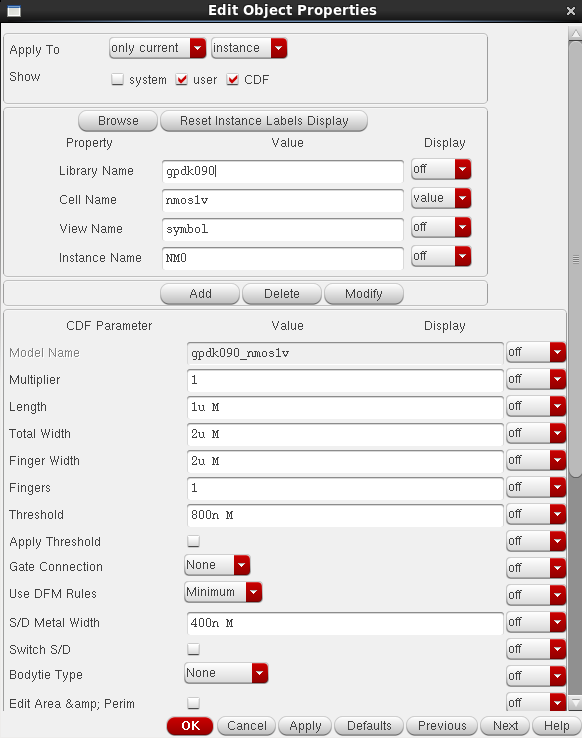 Edit Object Properties
Apply To only current instance
Show system user CDF
Browse Reset Instance Labels Display
Property Value Display
Library Name gpdk090 off
Cell Name nmos1v value
View Name symbol off
Instance Name NM0 off
Add Delete Modify
CDF Parameter Value Display
Model Name gpdk090_nmos1v off
Multiplier 1 off
Length 1u M off
Total Width 2u M off
Finger Width 2u M off
Fingers 1 off
Threshold 800n M off
Apply Threshold off
Gate Connection None off
Use DFM Rules Minimum off
S/D Metal Width 400n M off
Switch S/D off
Bodytie Type None off
Edit Area &amp; Perim off
OK Cancel Apply Defaults Previous Next Help